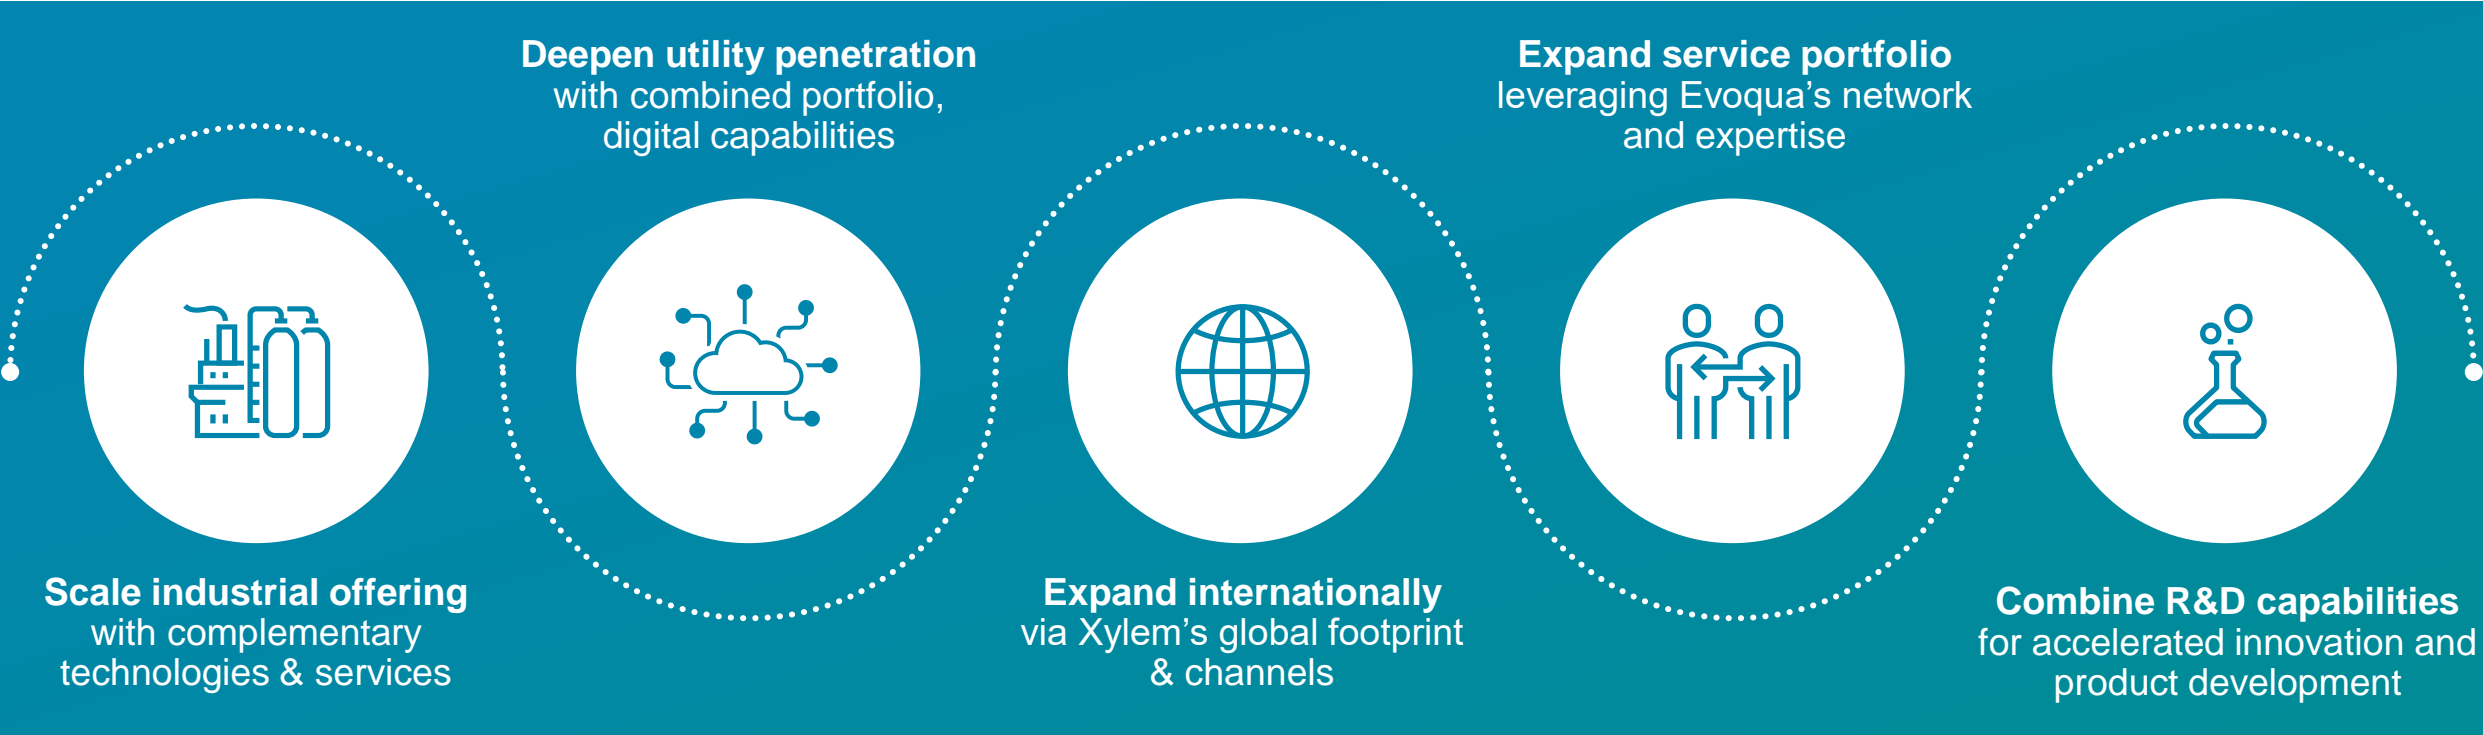 Scale industrial offering
with complementary
technologies & services
Deepen utility penetration
with combined portfolio,
digital capabilities
Expand internationally
via Xylem’s global footprint
& channels
Expand service portfolio
leveraging Evoqua’s network
and expertise
Combine R&D capabilities
for accelerated innovation and
product development